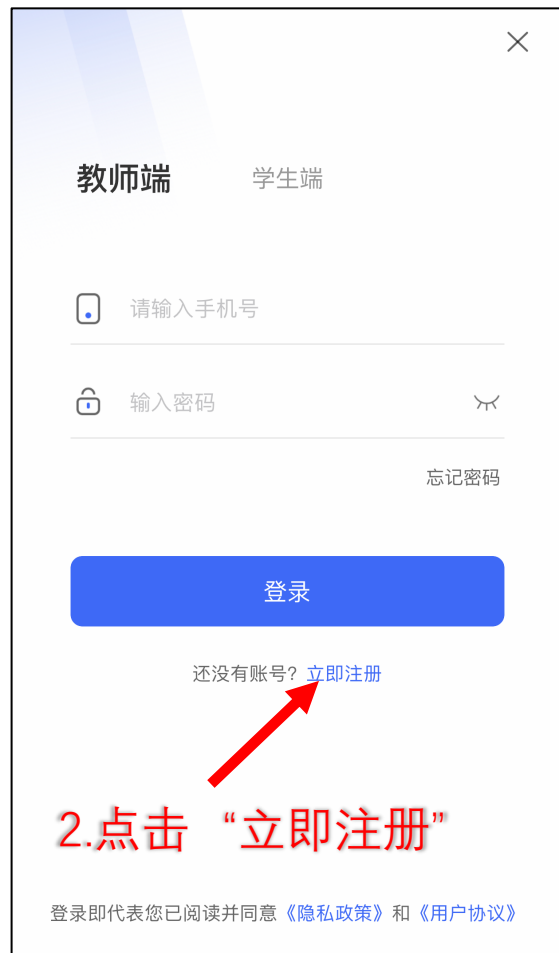 教师端 学生端
请输入手机号
输入密码
忘记密码
登录
还没有账号? 立即注册
2.点击 “立即注册”
登录即代表您已阅读并同意《隐私政策》和《用户协议》